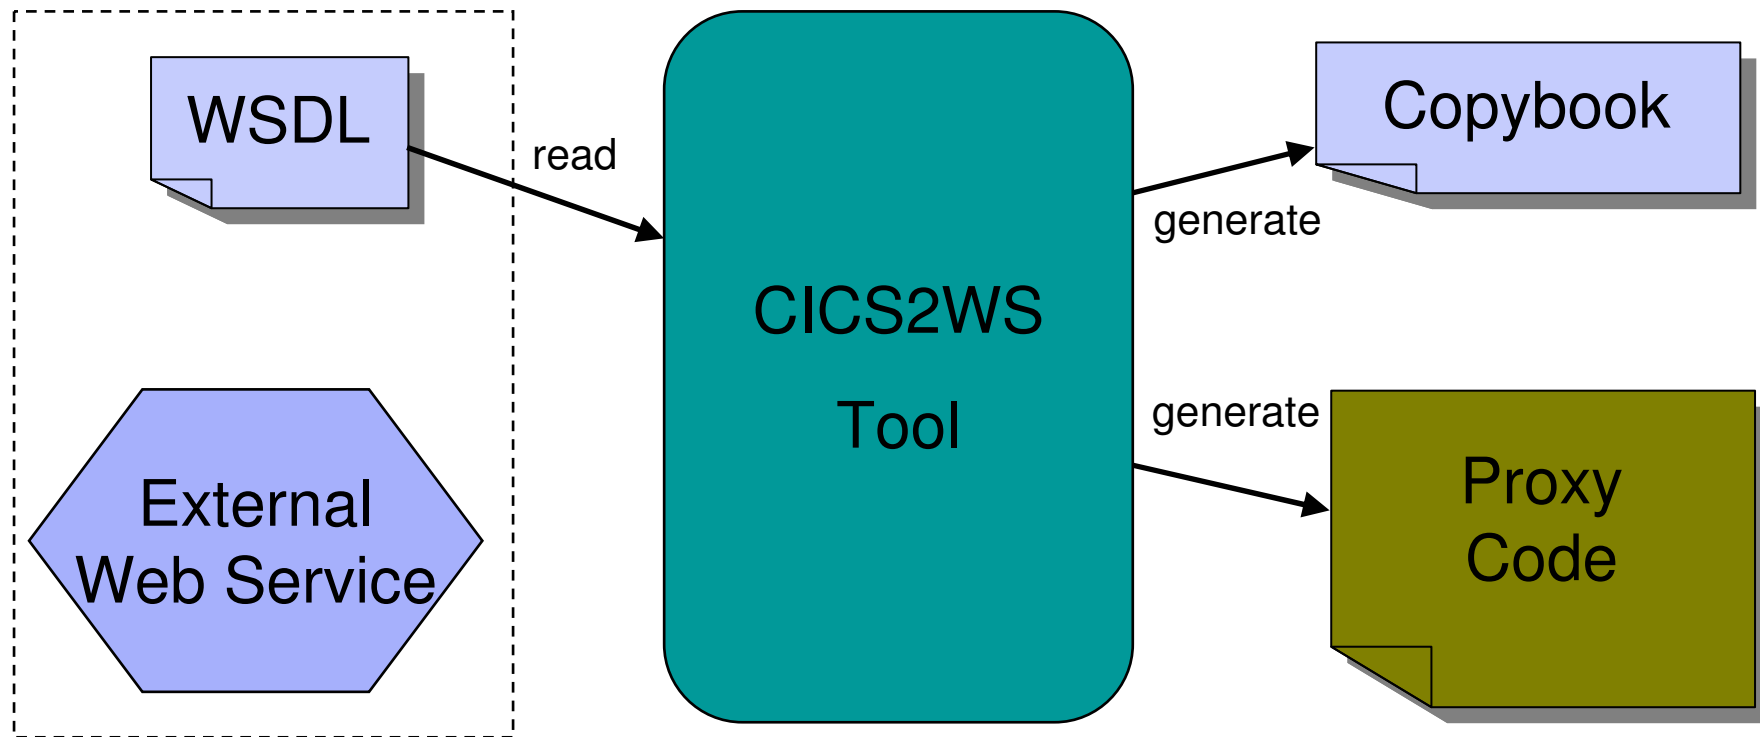 WSDL
read
External
Web Service
CICS2WS
Tool
generate
Copybook
generate
Proxy
Code